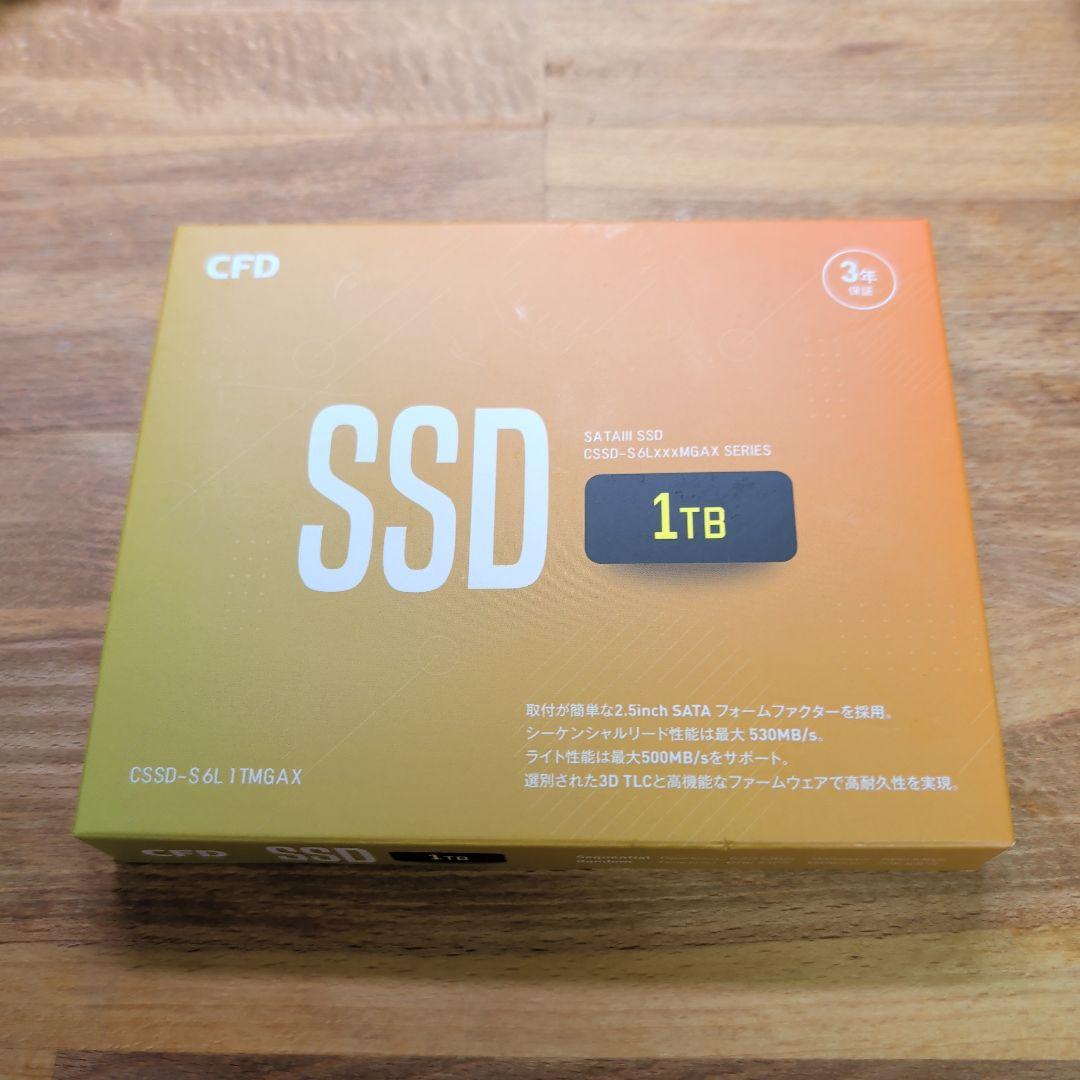 CFD
3年
保証
SSD
SATAIII SSD
CSSD-S6LxxxMGAX SERIES
1TB
取付が簡単な2.5inch SATA フォームファクターを採用。
シーケンシャルリード性能は最大 530MB/s。
ライト性能は最大500MB/sをサポート。
選別された3D TLCと高機能なファームウェアで高耐久性を実現。
CSSD-S6L1TMGAX
CFD SSD 1TB
Sequential
Random